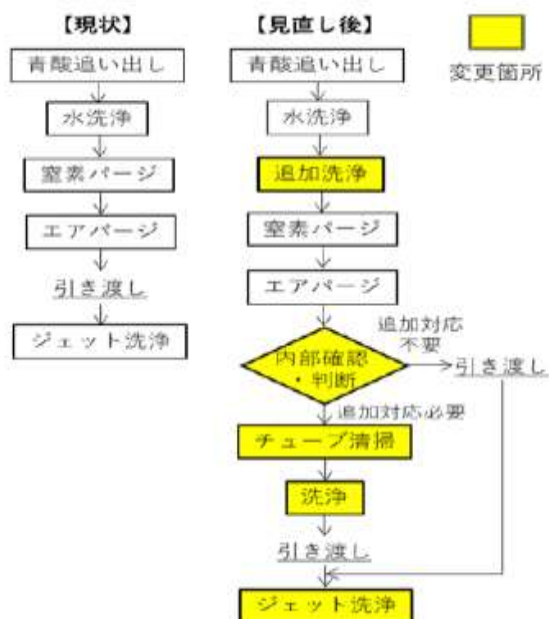 【現状】
青酸追い出し
水洗浄
窒素パージ
エアパージ
引き渡し
ジェット洗浄
【見直し後】
青酸追い出し
水洗浄
追加洗浄
窒素パージ
エアパージ
内部確認
・判断
追加対応
不要
引き渡し
追加対応必要
チューブ清掃
洗浄
引き渡し
ジェット洗浄
変更箇所